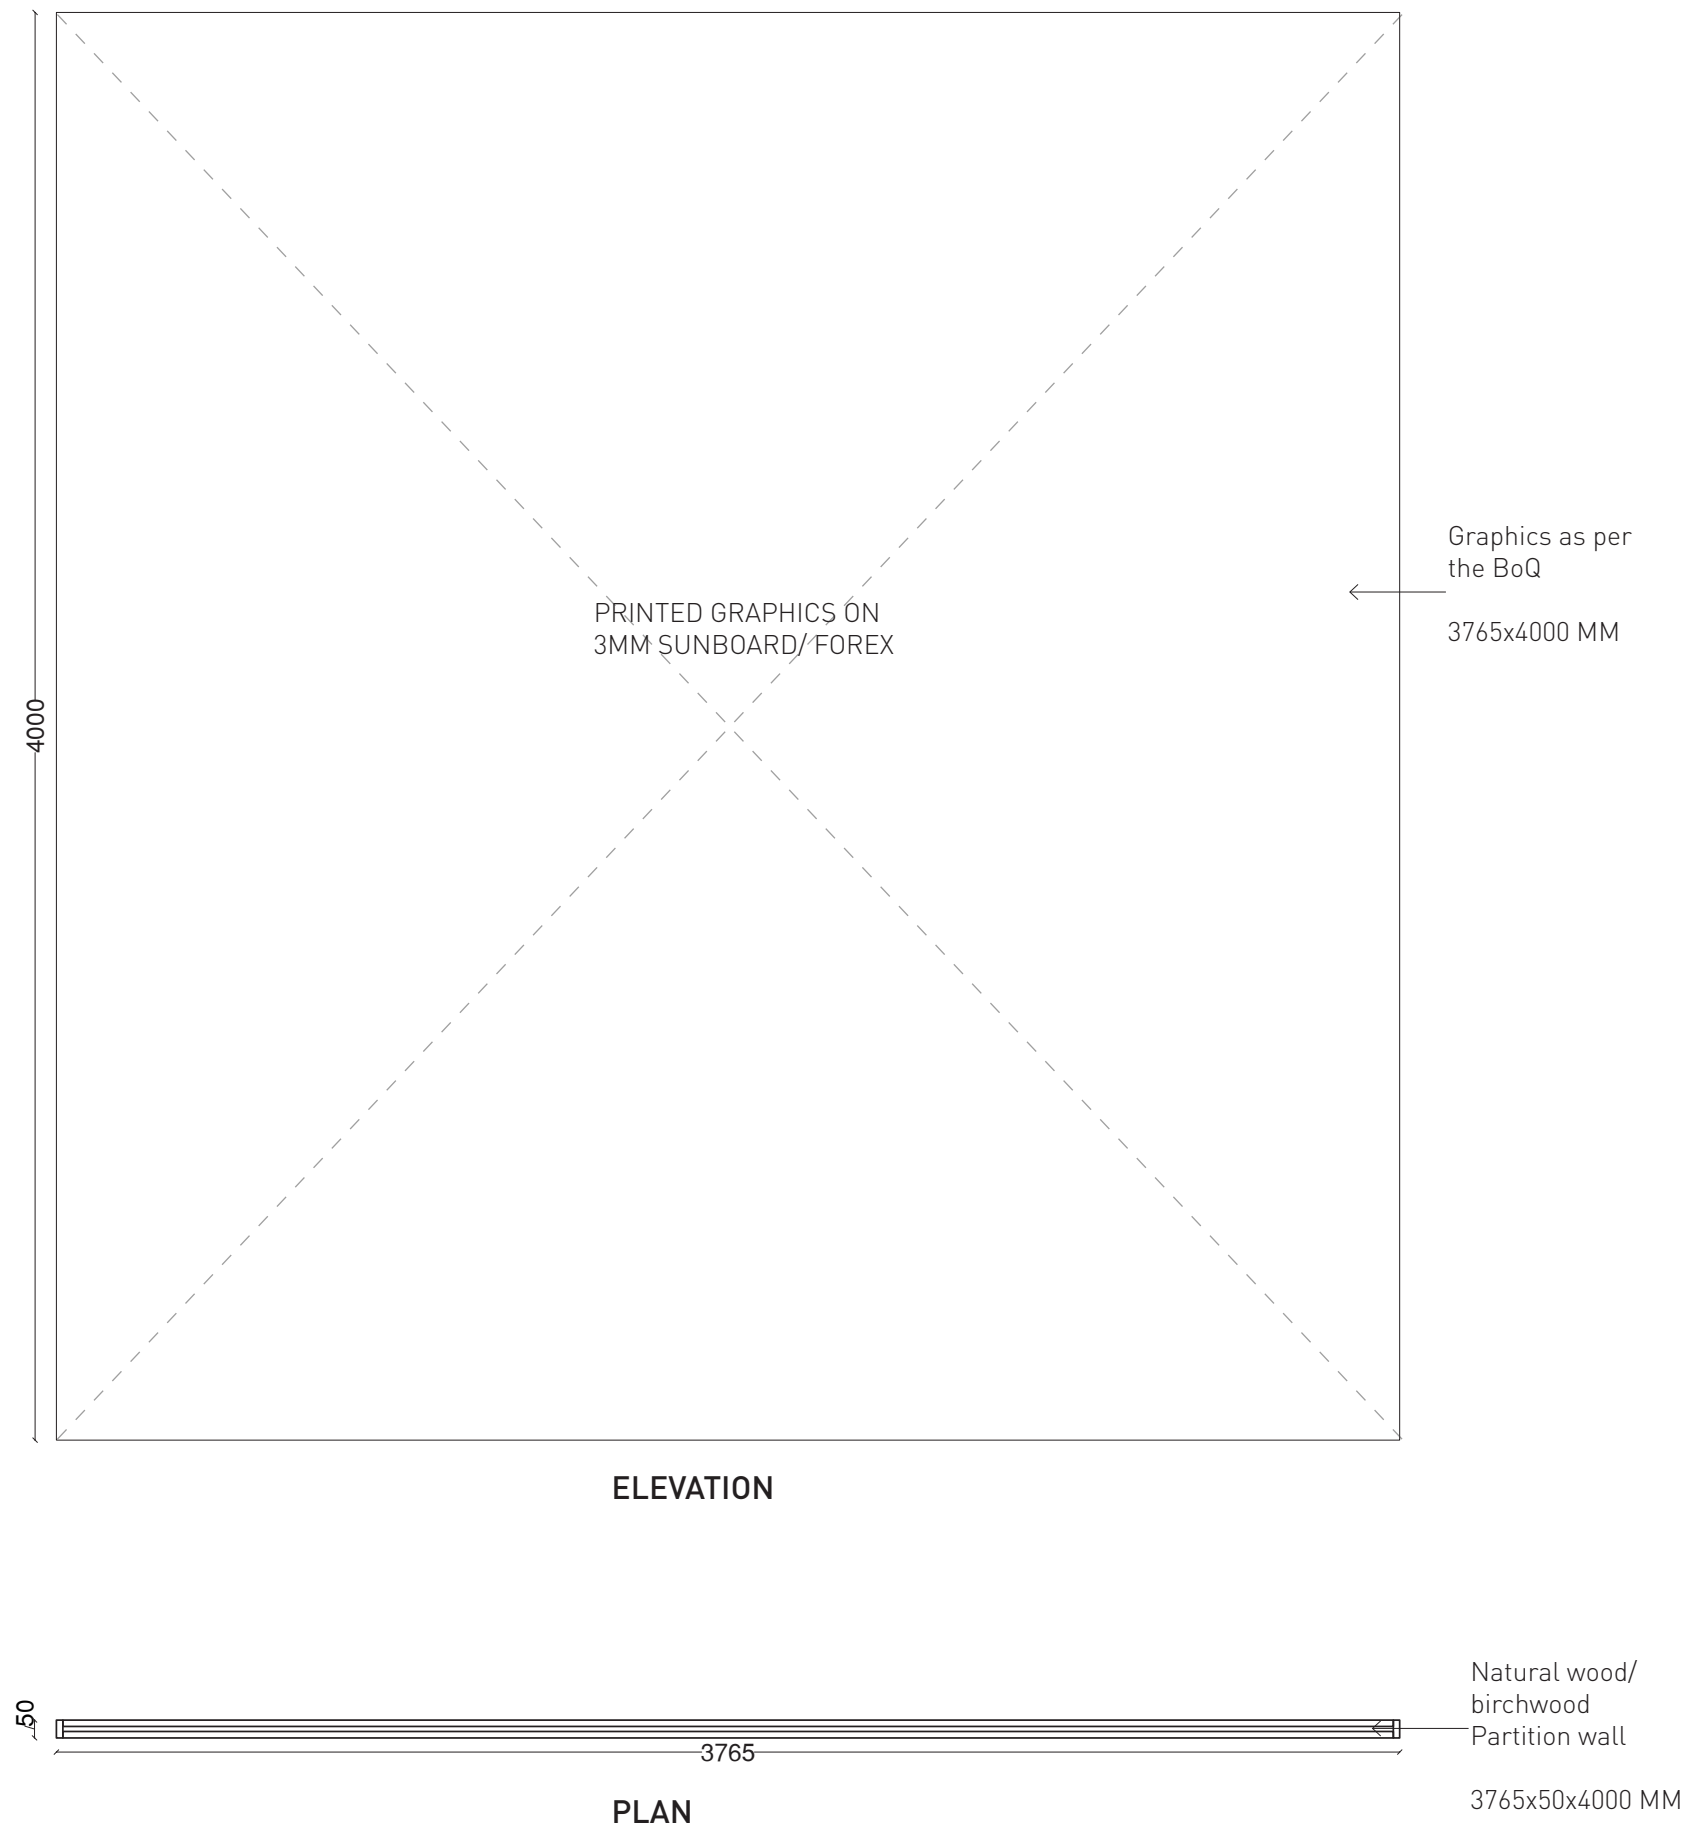 PRINTED GRAPHICS ON
3MM SUNBOARD/ FOREX
Graphics as per
the BoQ
3765x4000 MM
4000
ELEVATION
50
3765
Natural wood/
birchwood
Partition wall
3765x50x4000 MM
PLAN